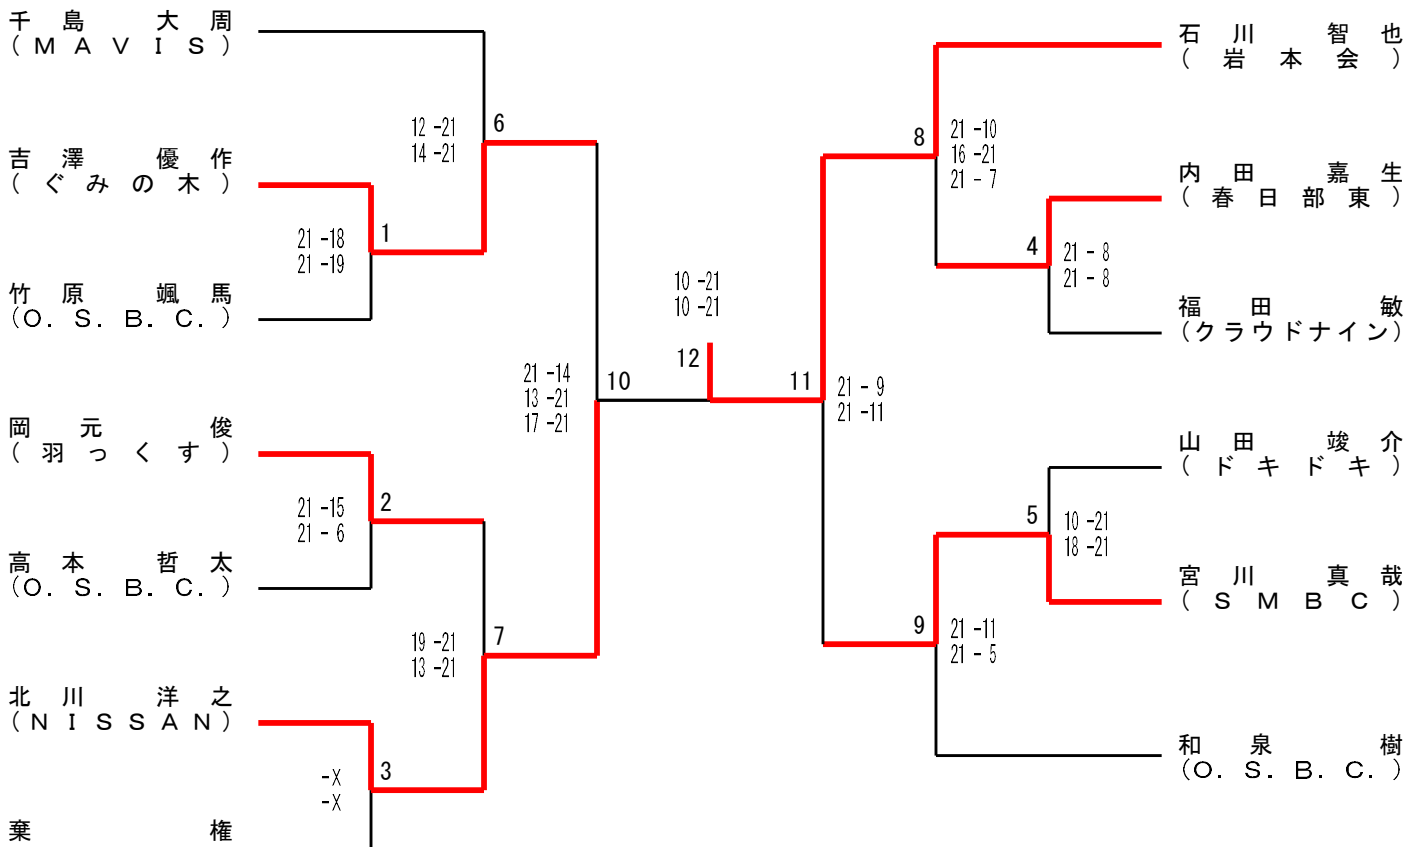 千島 大周
(MAVIS)
吉澤 優作
(ぐみの木)
竹原 颯馬
(O.S.B.C.)
岡元 俊
(羽っくす)
高本 哲太
(O.S.B.C.)
北川 洋之
(NISSAN)
棄権
21 -18
21 -19
1
21 -15
21 - 6
2
-X
-X
3
12 -21
14 -21
6
19 -21
13 -21
7
21 -14
13 -21
17 -21
10
10 -21
10 -21
12
11
21 - 9
21 -11
8
21 -10
16 -21
21 - 7
4
21 - 8
21 - 8
5
10 -21
18 -21
9
21 -11
21 - 5
石川 智也
(岩本会)
内田 嘉生
(春日部東)
福田 敏
(クラウドナイン)
山田 竣介
(ドキドキ)
宮川 真哉
(SMBC)
和泉 樹
(O.S.B.C.)